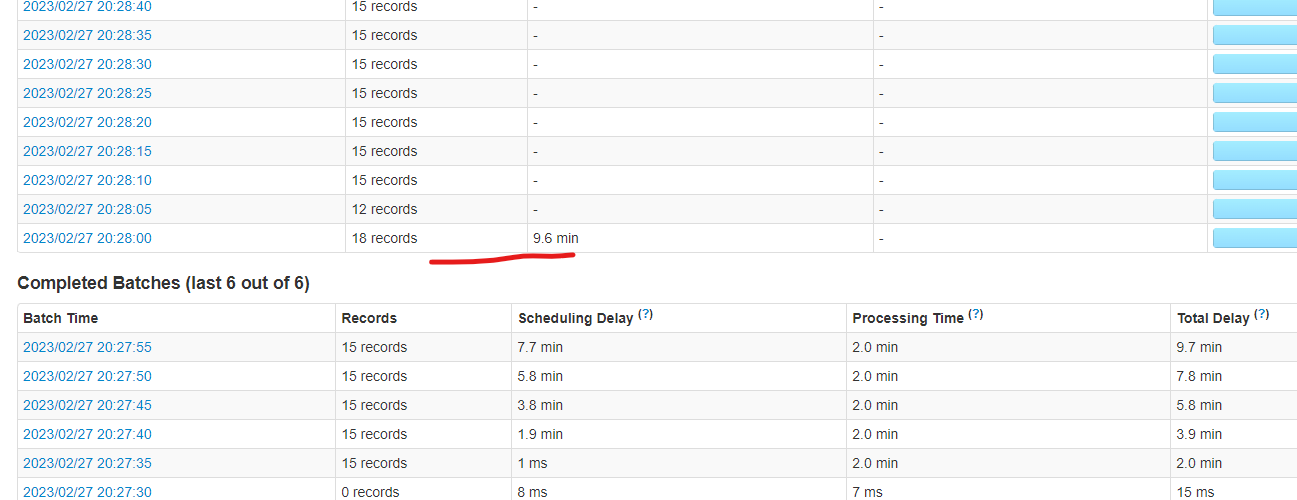 2023/02/27 20:28:40 15 records - -
2023/02/27 20:28:35 15 records - -
2023/02/27 20:28:30 15 records - -
2023/02/27 20:28:25 15 records - -
2023/02/27 20:28:20 15 records - -
2023/02/27 20:28:15 15 records - -
2023/02/27 20:28:10 15 records - -
2023/02/27 20:28:05 12 records - -
2023/02/27 20:28:00 18 records 9.6 min -
Completed Batches (last 6 out of 6)
Batch Time Records Scheduling Delay (?) Processing Time (?) Total Delay (?)
2023/02/27 20:27:55 15 records 7.7 min 2.0 min 9.7 min
2023/02/27 20:27:50 15 records 5.8 min 2.0 min 7.8 min
2023/02/27 20:27:45 15 records 3.8 min 2.0 min 5.8 min
2023/02/27 20:27:40 15 records 1.9 min 2.0 min 3.9 min
2023/02/27 20:27:35 15 records 1 ms 2.0 min 2.0 min
2023/02/27 20:27:30 0 records 8 ms 7 ms 15 ms